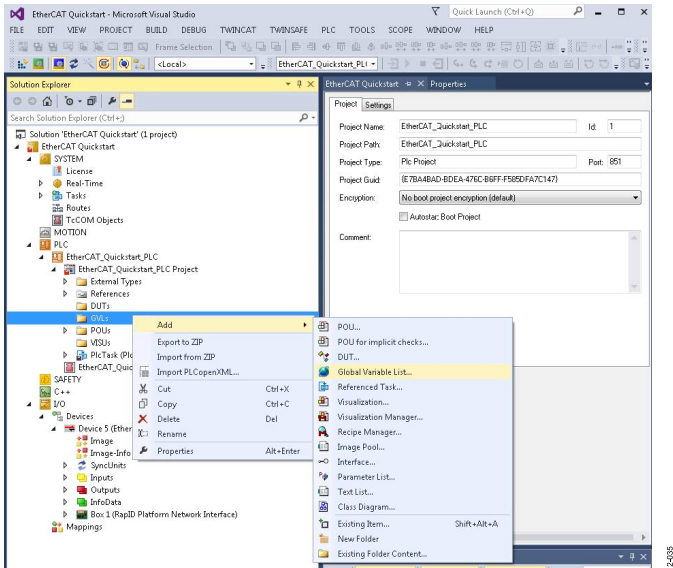 EtherCAT Quickstart - Microsoft Visual Studio
Quick Launch (Ctrl+Q)
FILE EDIT VIEW PROJECT BUILD DEBUG TWINCAT TWINSAFE PLC TOOLS SCOPE WINDOW HELP
Frame Selection
<Local>
EtherCAT_Quickstart_PLC
Solution Explorer
EtherCAT Quickstart
Properties
Search Solution Explorer (Ctrl+;)
Solution 'EtherCAT Quickstart' (1 project)
EtherCAT Quickstart
SYSTEM
License
Real-Time
Tasks
Routes
TcCOM Objects
MOTION
PLC
EtherCAT_Quickstart_PLC
EtherCAT_Quickstart_PLC Project
External Types
References
DUTs
GVLs
POUs
VISUs
PlcTask (Plc
EtherCAT_Quic
SAFETY
C++
I/O
Devices
Device 5 (Ether
Image
Image-Info
SyncUnits
Inputs
Outputs
InfoData
Box 1 (RapID Platform Network Interface)
Mappings
Project Settings
Project Name: EtherCAT_Quickstart_PLC Id: 1
Project Path: EtherCAT_Quickstart_PLC
Project Type: Plc Project Port: 851
Project Guid: {E7BA4BAD-BDEA-476C-B6FF-F585DFA7C147}
Encryption: No boot project encryption (default)
Autostart Boot Project
Comment:
Add
Export to ZIP
Import from ZIP
Import PLCopenXML...
Cut Ctrl+X
Copy Ctrl+C
Delete Del
Rename
Properties Alt+Enter
POU...
POU for implicit checks...
DUT...
Global Variable List...
Referenced Task...
Visualization...
Visualization Manager...
Recipe Manager...
Image Pool...
Interface...
Parameter List...
Text List...
Class Diagram...
Existing Item... Shift+Alt+A
New Folder
Existing Folder Content...
2-035